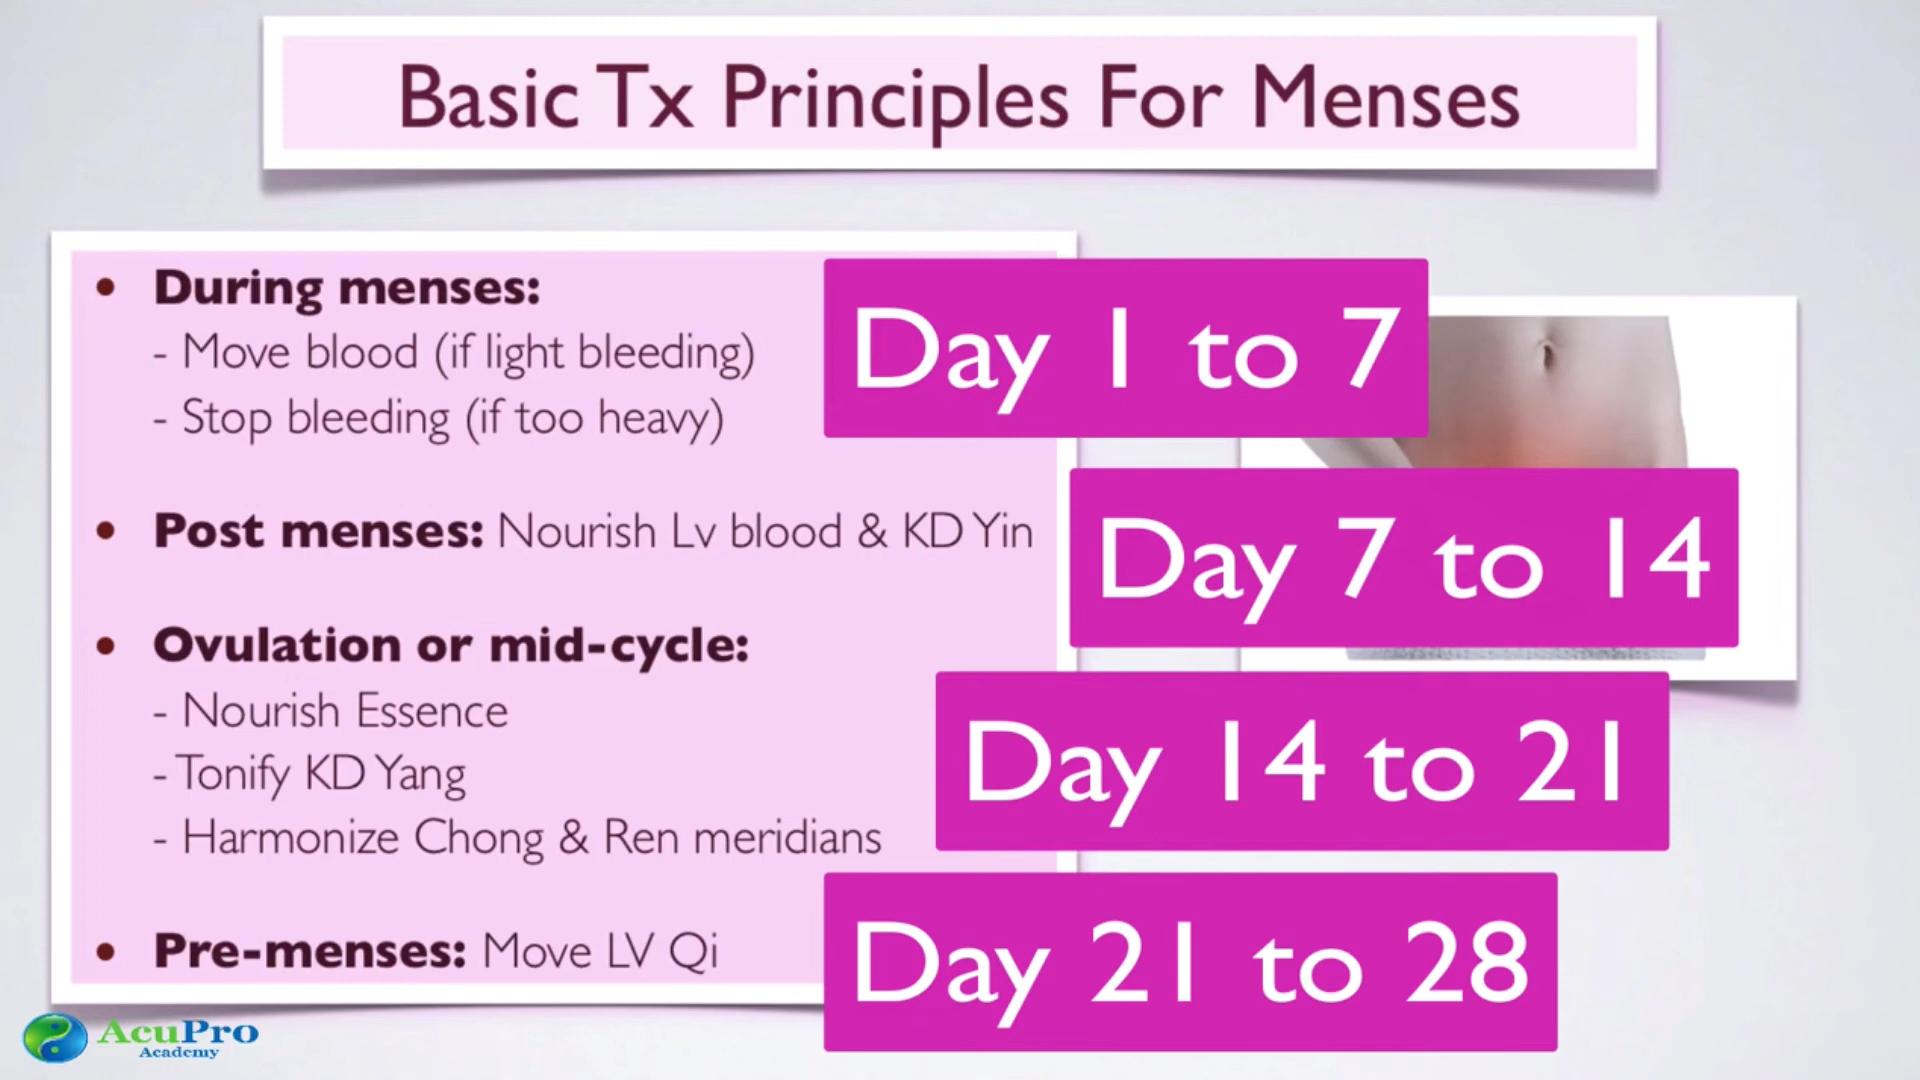 Basic Tx Principles For Menses
• During menses:
- Move blood (if light bleeding)
- Stop bleeding (if too heavy)
Day 1 to 7
• Post menses: Nourish Lv blood & KD Yin
Day 7 to 14
• Ovulation or mid-cycle:
- Nourish Essence
- Tonify KD Yang
- Harmonize Chong & Ren meridians
Day 14 to 21
• Pre-menses: Move LV Qi
Day 21 to 28
AcuPro
Academy